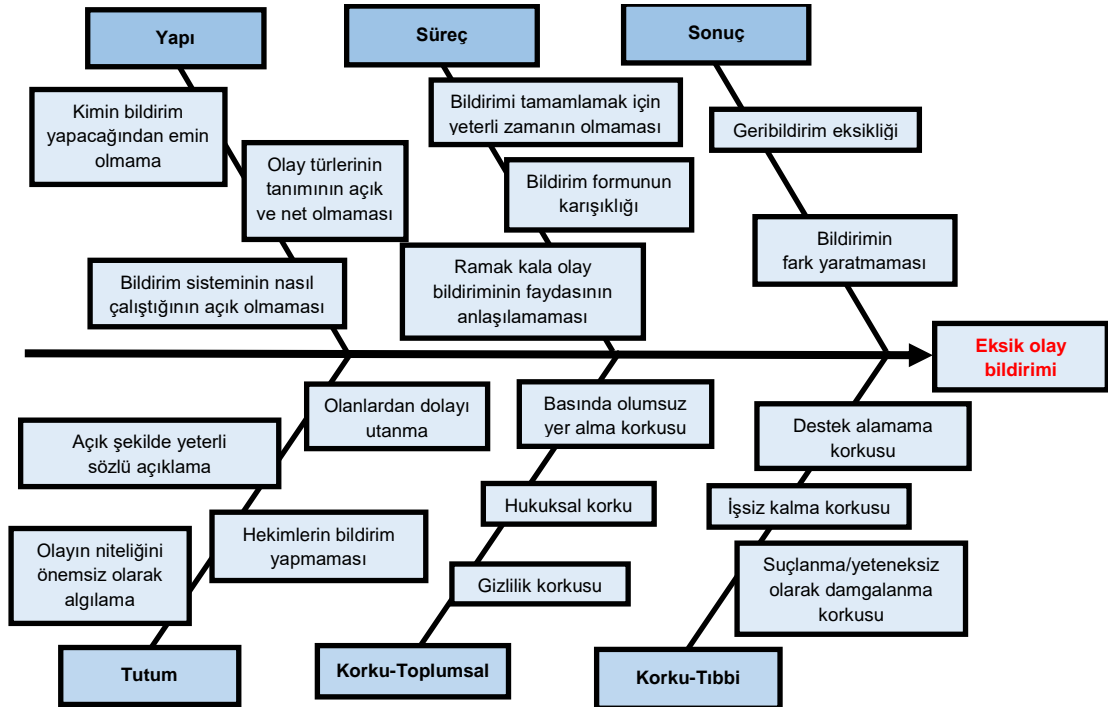 Yapı
Süreç
Sonuç
Kimin bildirim
yapacağından emin
olmama
Olay türlerinin
tanımının açık
ve net olmaması
Bildirim sisteminin nasıl
çalıştığının açık olmaması
Bildirimi tamamlamak için
yeterli zamanın olmaması
Bildirim formunun
karışıklığı
Ramak kala olay
bildiriminin faydasının
anlaşılamaması
Geribildirim eksikliği
Bildirimin
fark yaratmaması
Eksik olay
bildirimi
Olanlardan dolayı
utanma
Açık şekilde yeterli
sözlü açıklama
Hekimlerin bildirim
yapmaması
Olayın niteliğini
önemsiz olarak
algılama
Basında olumsuz
yer alma korkusu
Hukuksal korku
Gizlilik korkusu
Destek alamama
korkusu
İşsiz kalma korkusu
Suçlanma/yeteneksiz
olarak damgalanma
korkusu
Tutum
Korku-Toplumsal
Korku-Tıbbi